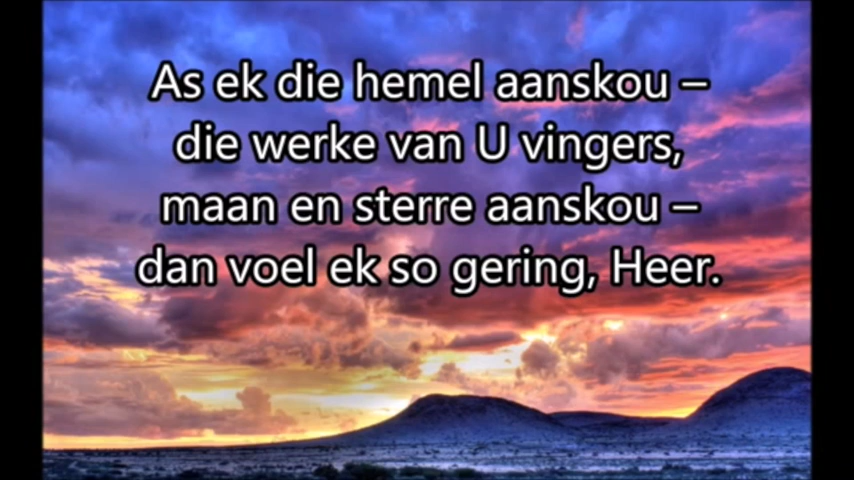 As ek die hemel aanskou –
die werke van U vingers,
maan en sterre aanskou –
dan voel ek so gering, Heer.